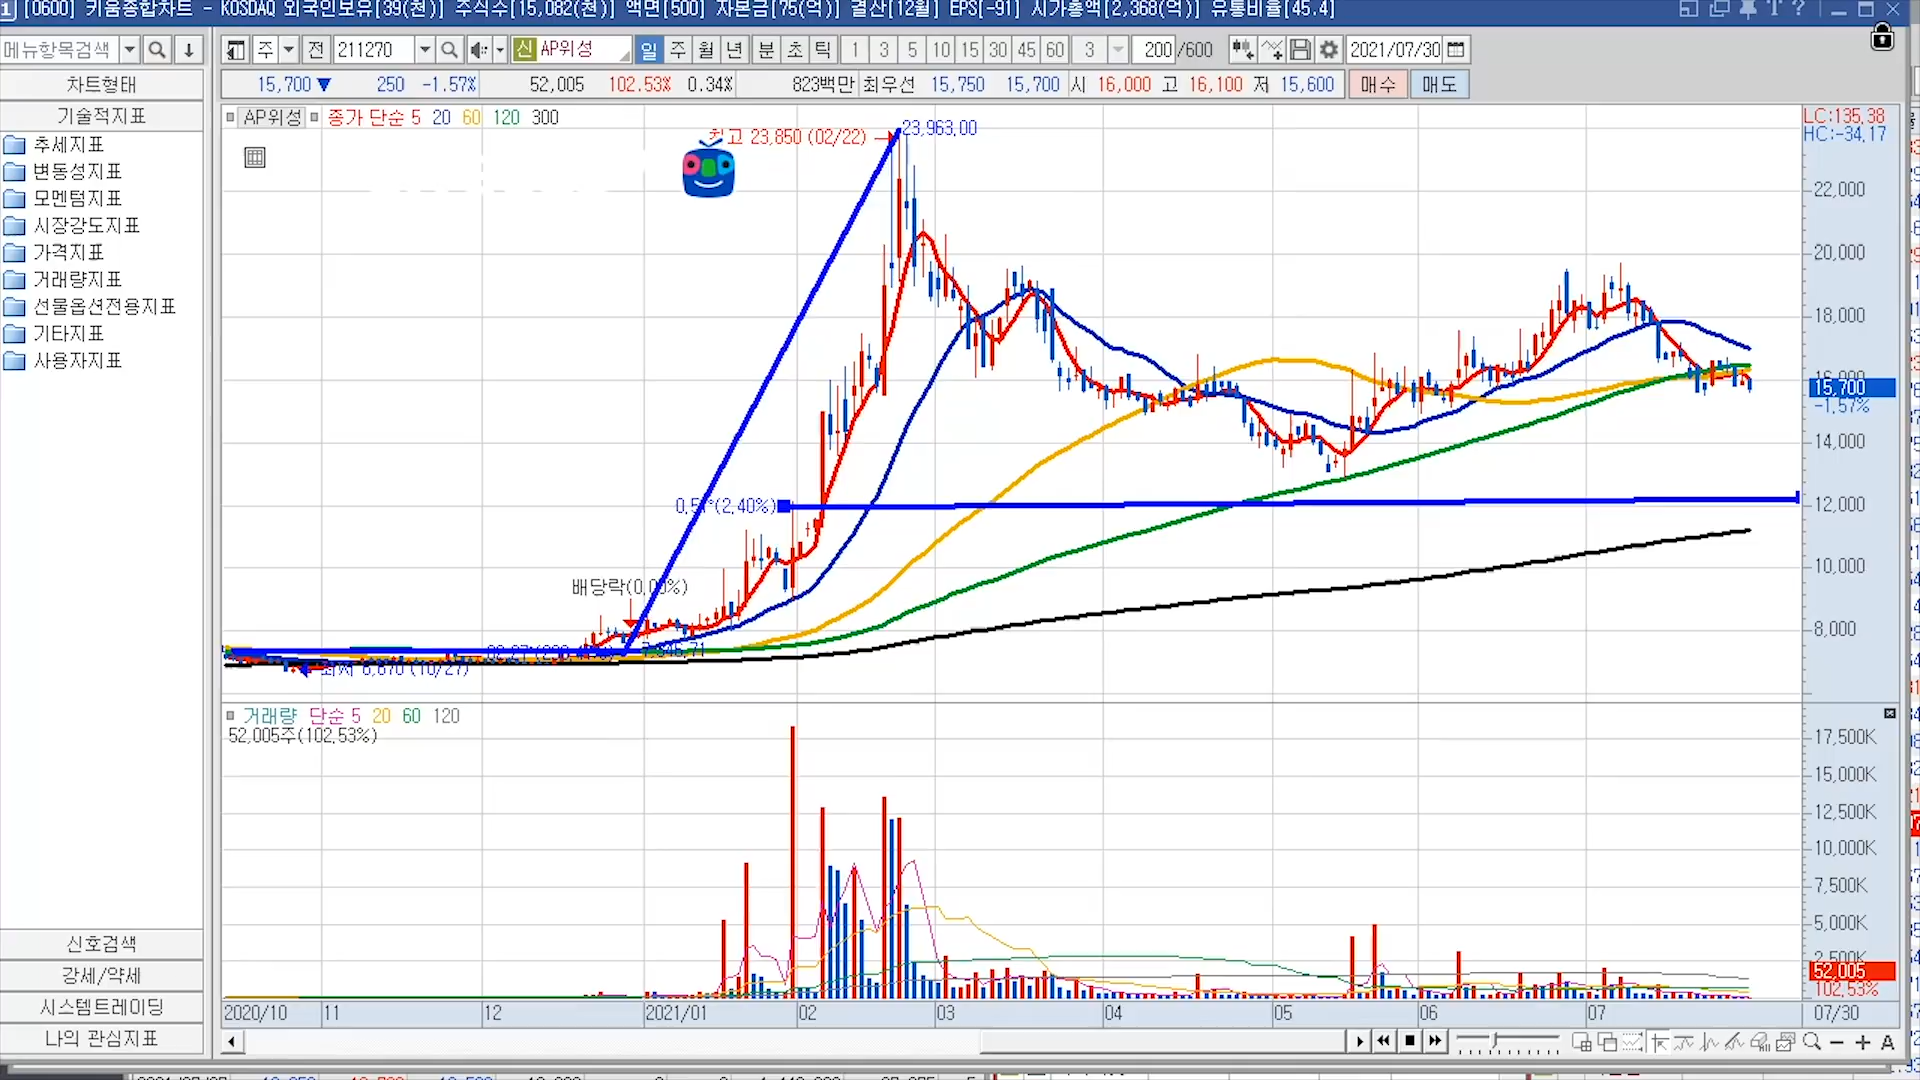 [0600] 키움종합차트 - KOSDAQ 외국인보유[39(천)] 주식수[15,082(천)] 액면[500] 자본금[75(억)] 결산[12월] EPS[-91] 시가총액[2,368(억)] 유통비율[45.4]
메뉴항목검색 주 전 211270 신 AP위성 일 주 월 년 분 초 틱 1 3 5 10 15 30 45 60 3 200 /600 2021/07/30
차트형태 15,700 ▼ 250 -1.57% 52,005 102.53% 0.34% 823백만 최우선 15,750 15,700 시 16,000 고 16,100 저 15,600 매수 매도
기술적지표
추세지표
변동성지표
모멘텀지표
시장강도지표
가격지표
거래량지표
선물옵션전용지표
기타지표
사용자지표
신호검색
강세/약세
시스템트레이딩
나의 관심지표
AP위성 종가 단순 5 20 60 120 300
최고 23,850 (02/22) 23,963.00
LC:135.38
HC:-34.17
22,000
20,000
18,000
15,700
-1.57%
14,000
12,000
10,000
8,000
배당락
6,670 (10/27)
거래량 단순 5 20 60 120
52,005주(102.53%)
17,500K
15,000K
12,500K
10,000K
7,500K
5,000K
2,500K
52,005
102.53%
2020/10 11 12 2021/01 02 03 04 05 06 07 07/30